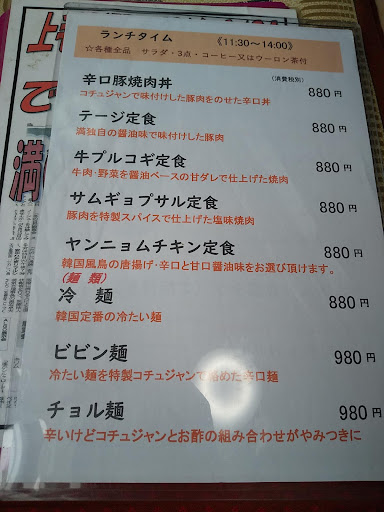 ランチタイム 《11:30~14:00》
☆各種全品 サラダ・3点・コーヒー又はウーロン茶付
(消費税別)
辛口豚焼肉丼 880円
コチュジャンで味付けした豚肉をのせた辛口丼
テージ定食 880円
満独自の醤油味で味付けした豚肉
牛プルコギ定食 880円
牛肉・野菜を醤油ベースの甘ダレで仕上げた焼肉
サムギョプサル定食 880円
豚肉を特製スパイスで仕上げた塩味焼肉
ヤンニョムチキン定食 880円
韓国風鳥の唐揚げ・辛口と甘口醤油味をお選び頂けます。
(麺類)
冷 麺 880円
韓国定番の冷たい麺
ビビン麺 980円
冷たい麺を特製コチュジャンで絡めた辛口麺
チョル麺 980円
辛いけどコチュジャンとお酢の組み合わせがやみつきに
満